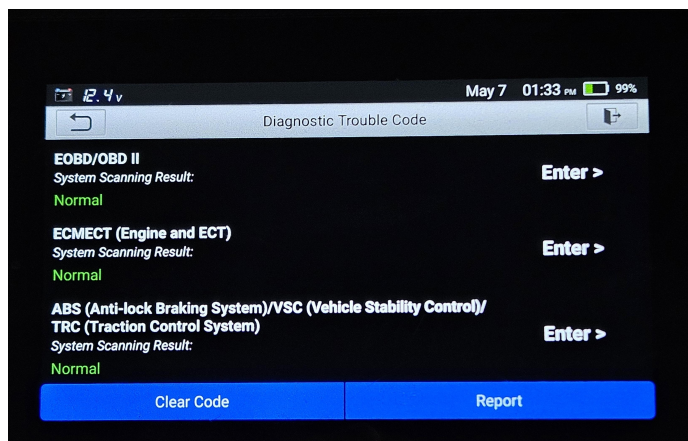 12.4v
May 7 01:33 PM 99%
Diagnostic Trouble Code
EOBD/OBD II
System Scanning Result:
Enter >
Normal
ECMECT (Engine and ECT)
System Scanning Result:
Enter >
Normal
ABS (Anti-lock Braking System)/VSC (Vehicle Stability Control)/
TRC (Traction Control System)
System Scanning Result:
Enter >
Normal
Clear Code
Report